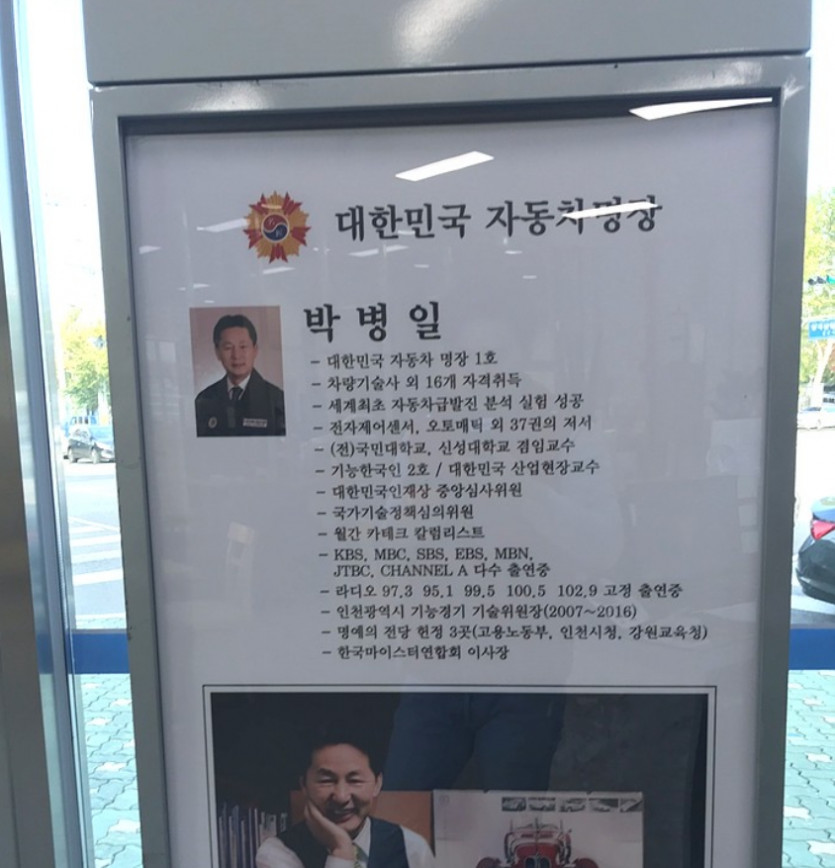 대한민국 자동차명장
박병일
- 대한민국 자동차 명장 1호
- 차량기술사 외 16개 자격취득
- 세계최초 자동차급발진 분석 실험 성공
- 전자제어센서, 오토매틱 외 37권의 저서
- (전)국민대학교, 신성대학교 겸임교수
- 기능한국인 2호 / 대한민국 산업현장교수
- 대한민국인재상 중앙심사위원
- 국가기술정책심의위원
- 월간 카테크 칼럼리스트
- KBS, MBC, SBS, EBS, MBN,
JTBC, CHANNEL A 다수 출연중
- 라디오 97.3 95.1 99.5 100.5 102.9 고정 출연중
- 인천광역시 기능경기 기술위원장(2007~2016)
- 명예의 전당 헌정 3곳(고용노동부, 인천시청, 강원교육청)
- 한국마이스터연합회 이사장